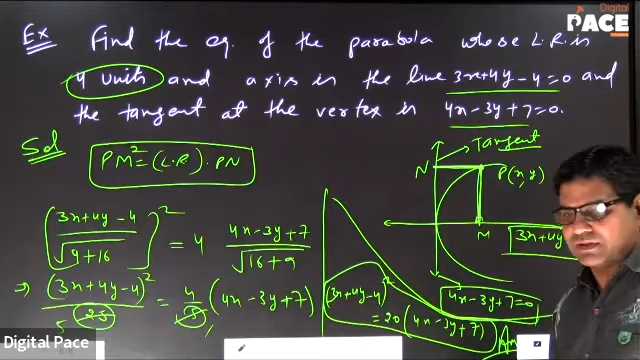 Digital
PACE
Ex Find the eq. of the parabola whose L.R. is
4 units and axis is the line 3x+4y-4=0 and
the tangent at the vertex is 4x-3y+7=0.
Sol
PM² = (L.R) . PN
[3x+4y-4 / √9+16]² = 4 4x-3y+7 / √16+9
⇒ (3x+4y-4)² / 25 = 4/5 (4x-3y+7)
5
Tangent
N P(x,y)
M
3x+4y
4x-3y+7=0
(3x+4y-4)²
= 20(4x-3y+7) Ans
Digital Pace